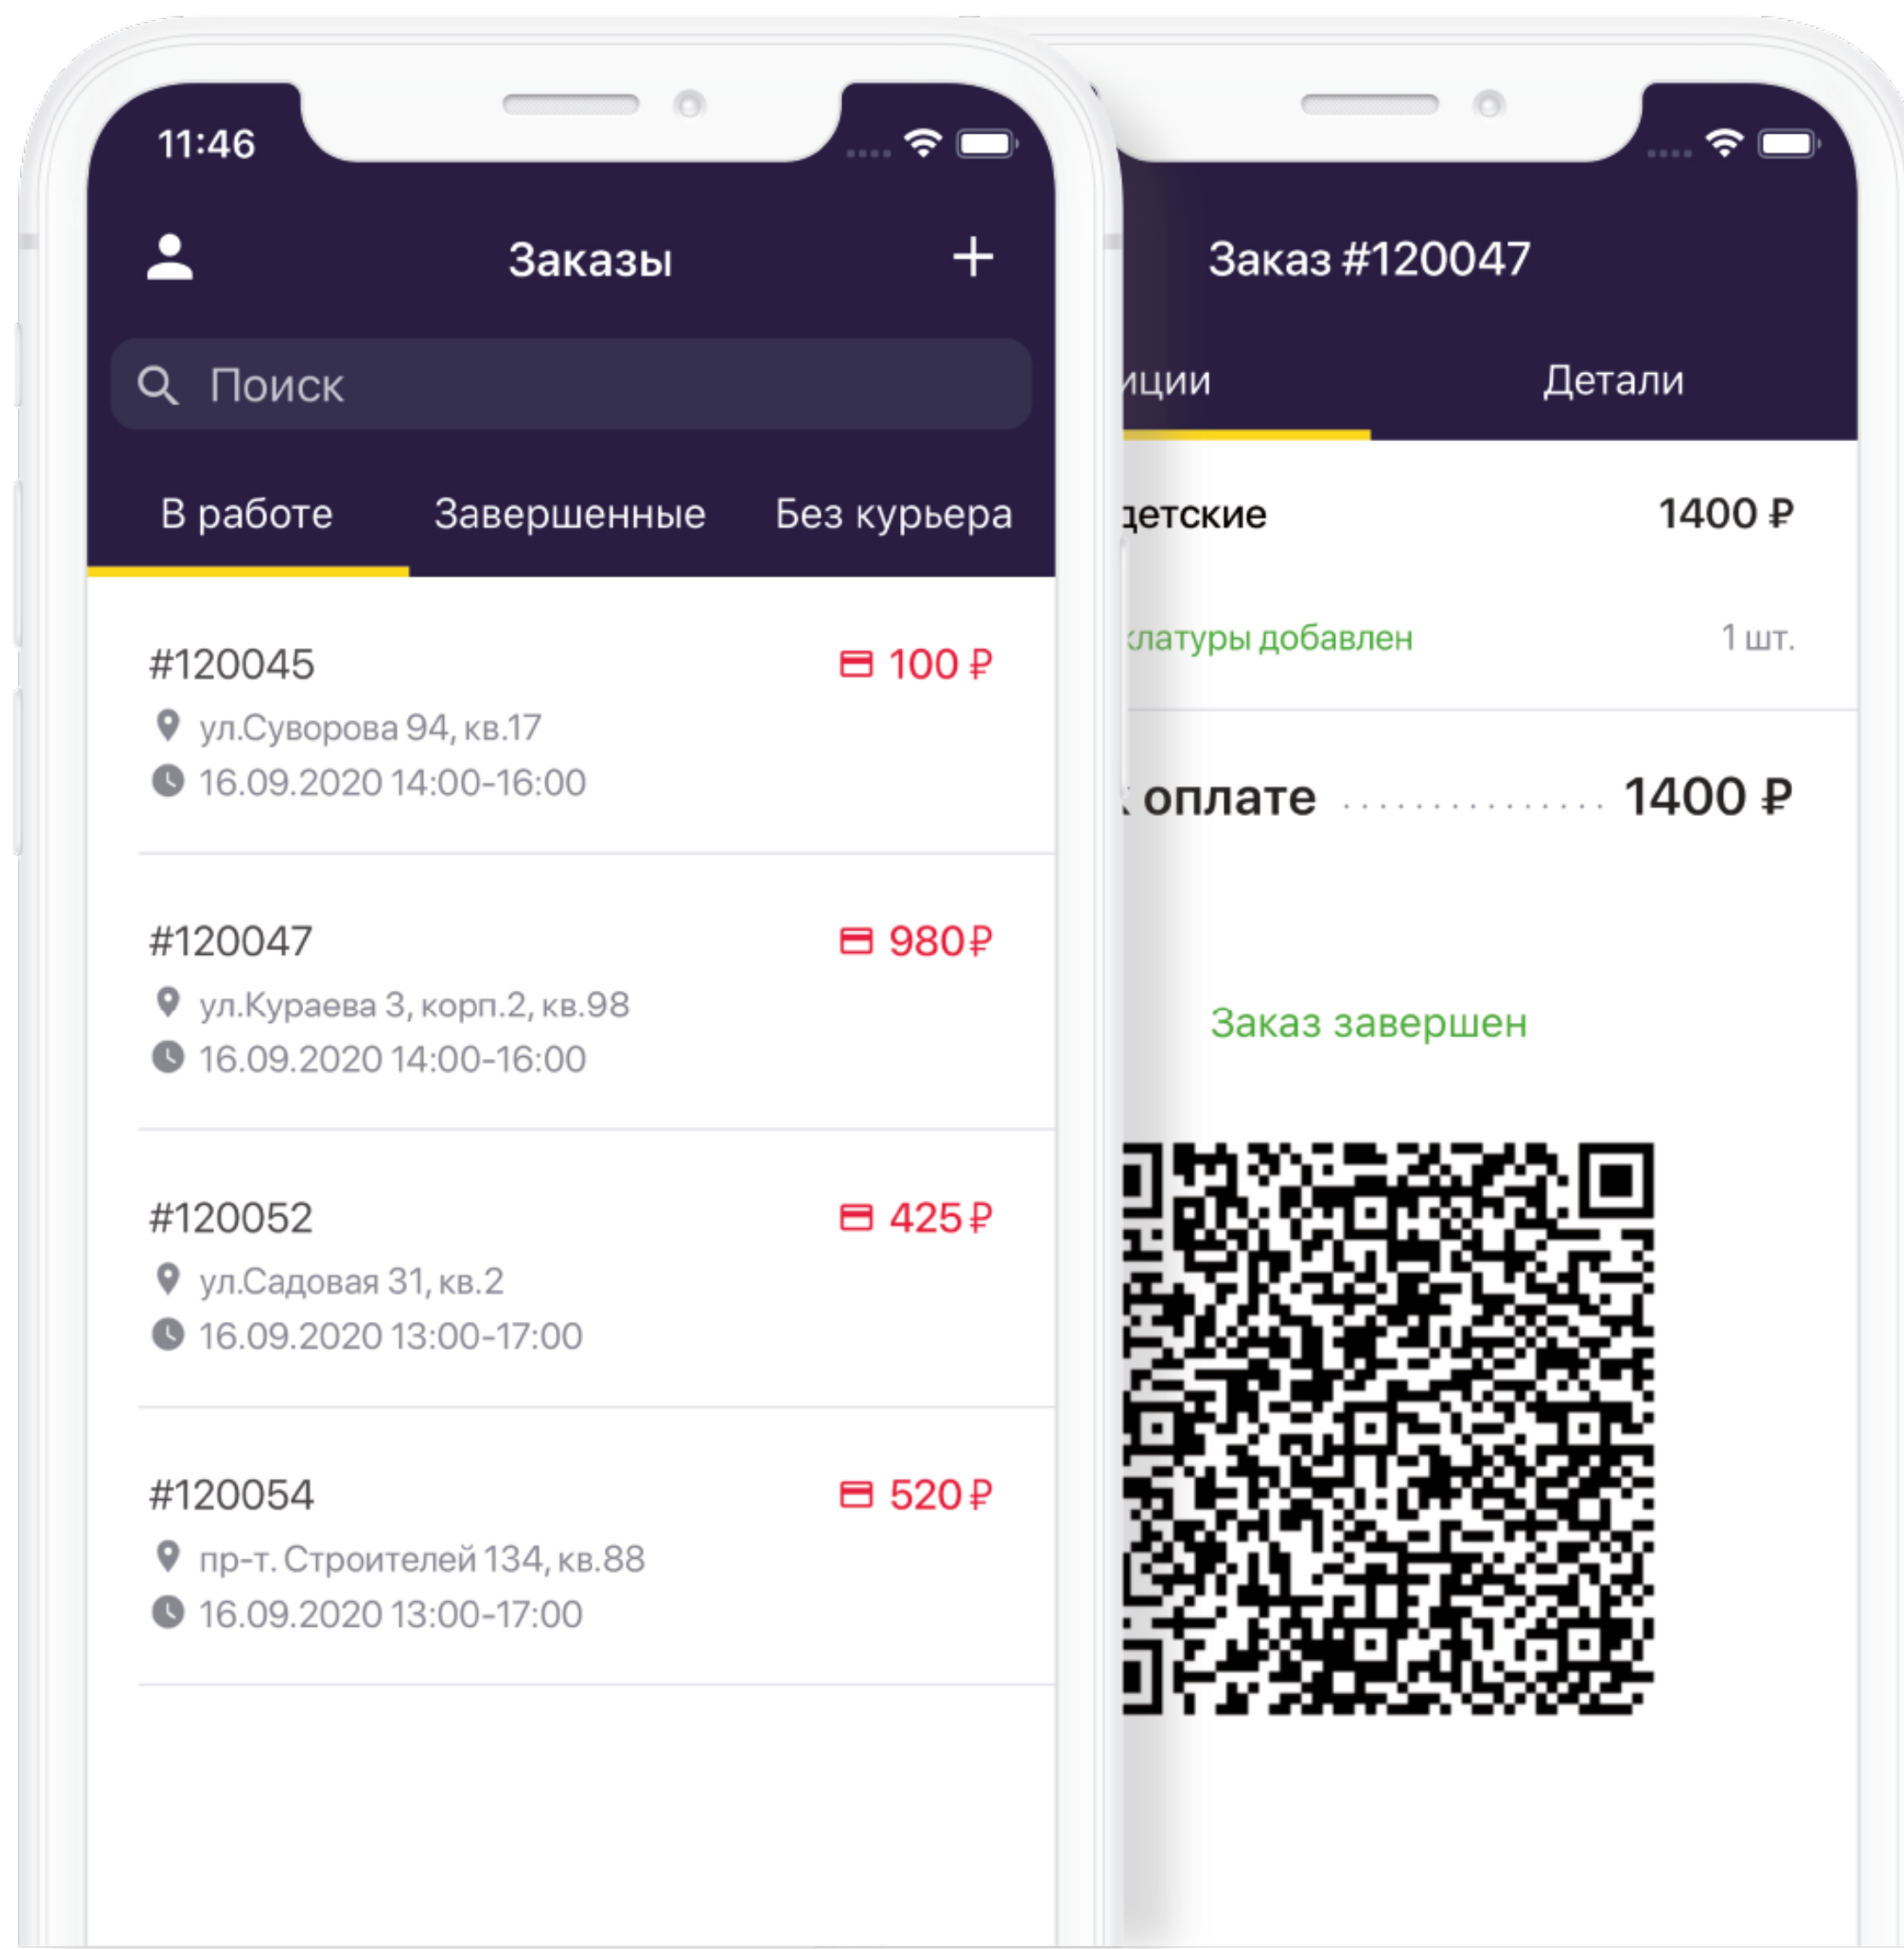 11:46
Заказы
Поиск
В работе Завершенные Без курьера
#120045 100 ₽
ул.Суворова 94, кв.17
16.09.2020 14:00-16:00
#120047 980 ₽
ул.Кураева 3, корп.2, кв.98
16.09.2020 14:00-16:00
#120052 425 ₽
ул.Садовая 31, кв.2
16.09.2020 13:00-17:00
#120054 520 ₽
пр-т. Строителей 134, кв.88
16.09.2020 13:00-17:00
Заказ #120047
иции Детали
детские 1400 ₽
клатуры добавлен 1 шт.
к оплате 1400 ₽
Заказ завершен